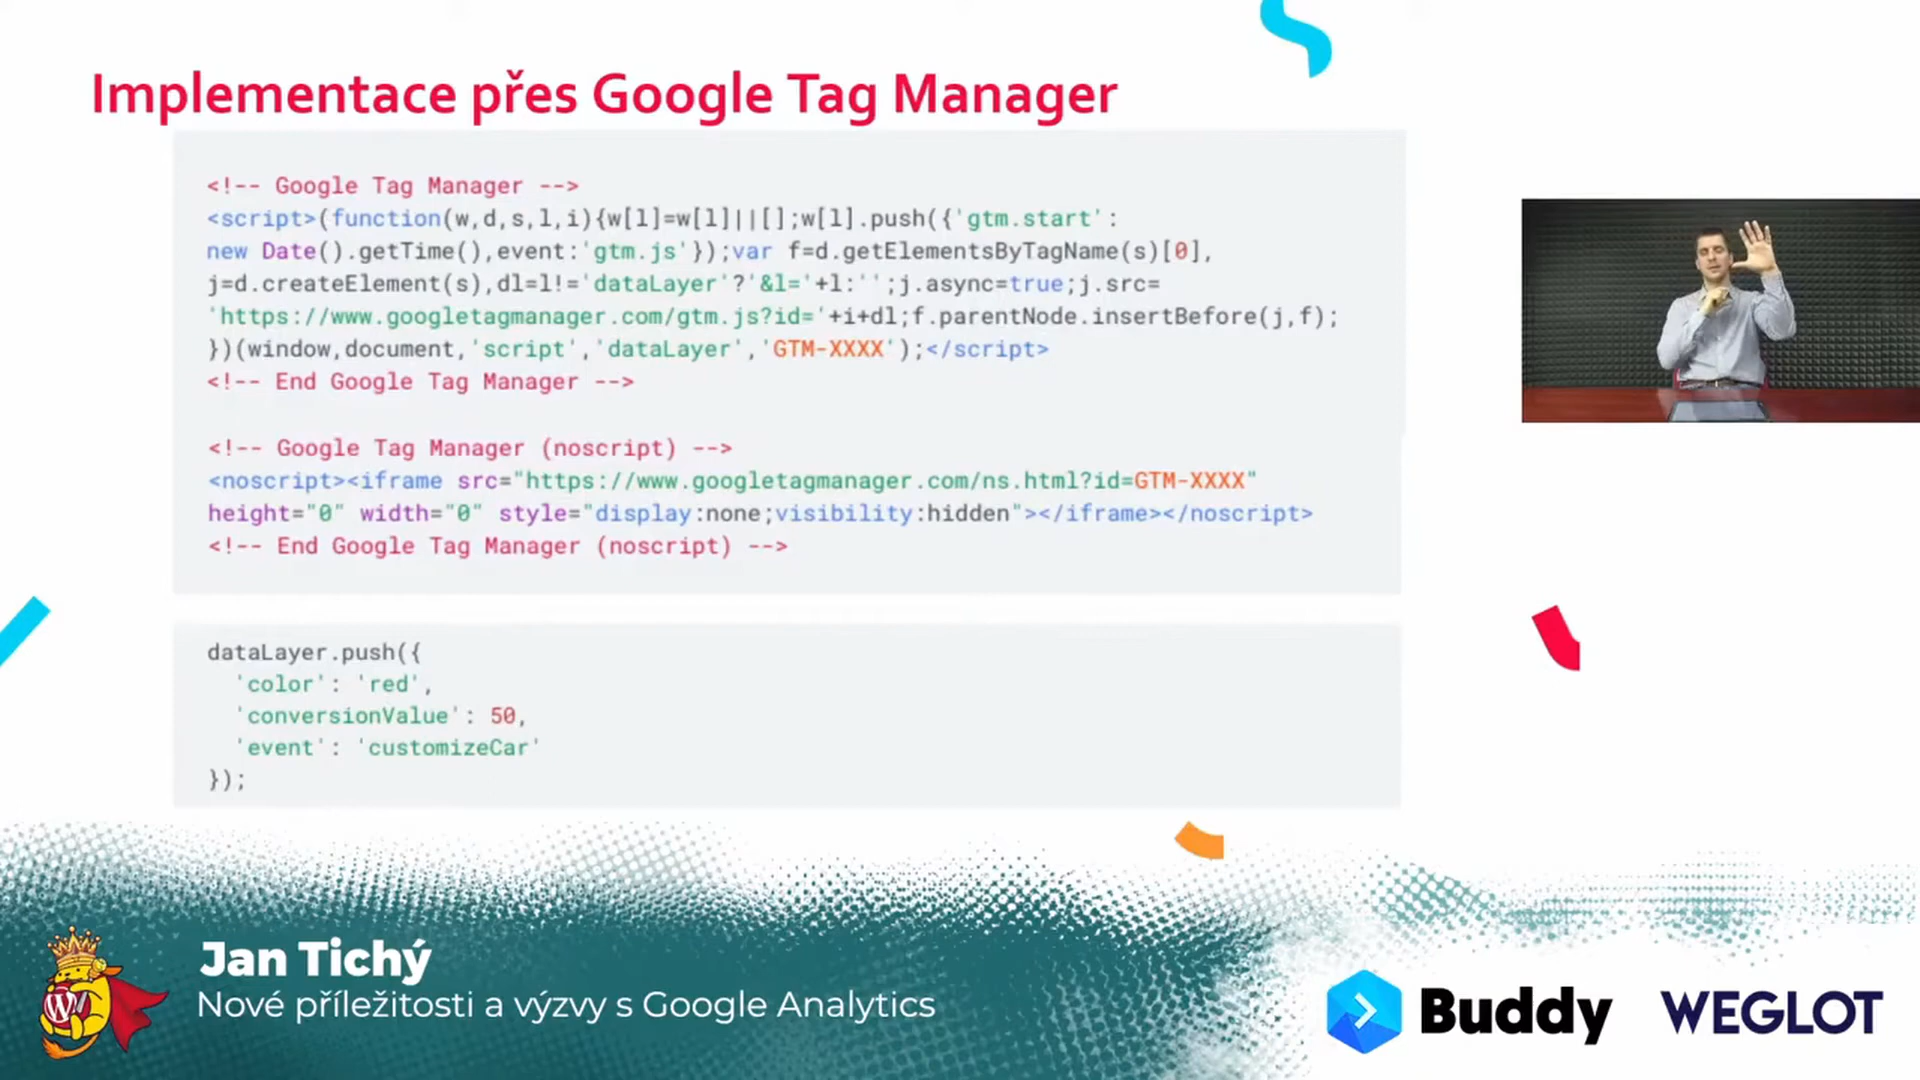 Implementace přes Google Tag Manager
<!-- Google Tag Manager -->
<script>(function(w,d,s,l,i){w[l]=w[l]||[];w[l].push({'gtm.start':
new Date().getTime(),event:'gtm.js'});var f=d.getElementsByTagName(s)[0],
j=d.createElement(s),dl=l!='dataLayer'?'&l='+l:'';j.async=true;j.src=
'https://www.googletagmanager.com/gtm.js?id='+i+dl;f.parentNode.insertBefore(j,f);
})(window,document,'script','dataLayer','GTM-XXXX');</script>
<!-- End Google Tag Manager -->
<!-- Google Tag Manager (noscript) -->
<noscript><iframe src="https://www.googletagmanager.com/ns.html?id=GTM-XXXX"
height="0" width="0" style="display:none;visibility:hidden"></iframe></noscript>
<!-- End Google Tag Manager (noscript) -->
dataLayer.push({
'color': 'red',
'conversionValue': 50,
'event': 'customizeCar'
});
Jan Tichý
Nové příležitosti a výzvy s Google Analytics
Buddy
WEGLOT